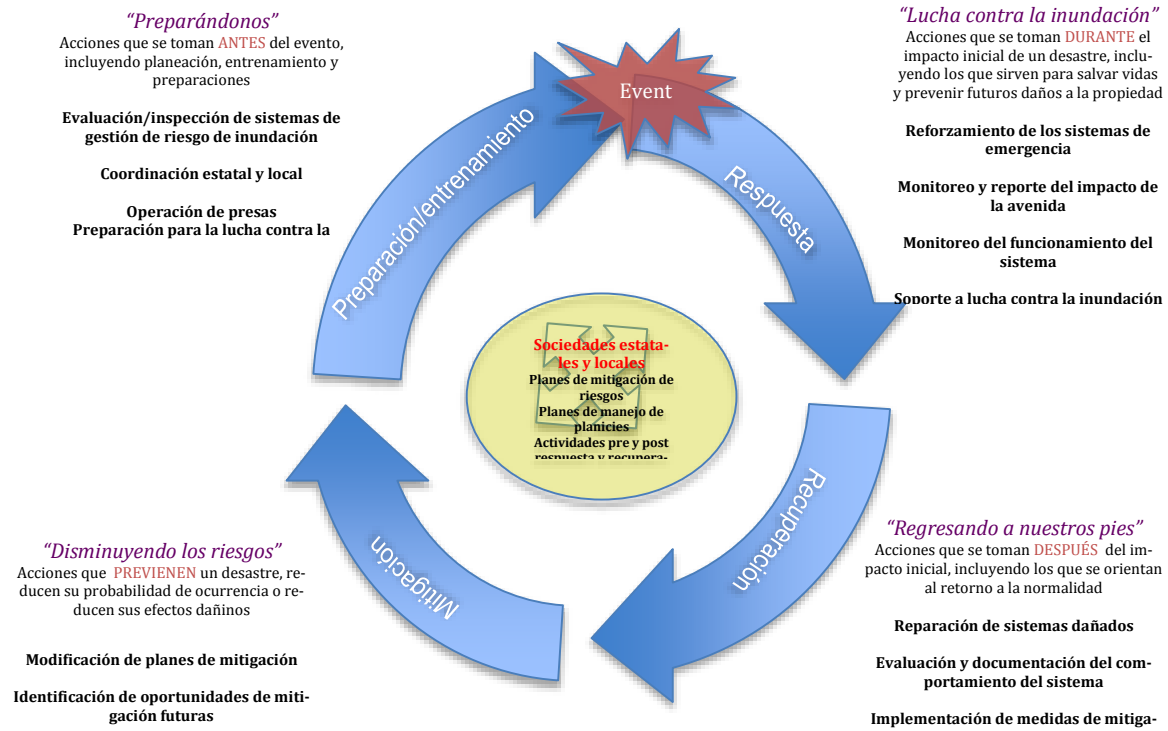 “Preparándonos”
Acciones que se toman ANTES del evento,
incluyendo planeación, entrenamiento y
preparaciones
Evaluación/inspección de sistemas de
gestión de riesgo de inundación
Coordinación estatal y local
Operación de presas
Preparación para la lucha contra la
Preparación/entrenamiento
Event
Respuesta
“Lucha contra la inundación”
Acciones que se toman DURANTE el
impacto inicial de un desastre, inclu-
yendo los que sirven para salvar vidas
y prevenir futuros daños a la propiedad
Reforzamiento de los sistemas de
emergencia
Monitoreo y reporte del impacto de
la avenida
Monitoreo del funcionamiento del
sistema
Soporte a lucha contra la inundación
Sociedades estata-
les y locales
Planes de mitigación de
riesgos
Planes de manejo de
planicies
Actividades pre y post
respuesta y recupera-
Recuperación
Mitigación
“Disminuyendo los riesgos”
Acciones que PREVIENEN un desastre, re-
ducen su probabilidad de ocurrencia o re-
ducen sus efectos dañinos
Modificación de planes de mitigación
Identificación de oportunidades de miti-
gación futuras
“Regresando a nuestros pies”
Acciones que se toman DESPUÉS del im-
pacto inicial, incluyendo los que se orientan
al retorno a la normalidad
Reparación de sistemas dañados
Evaluación y documentación del com-
portamiento del sistema
Implementación de medidas de mitiga-